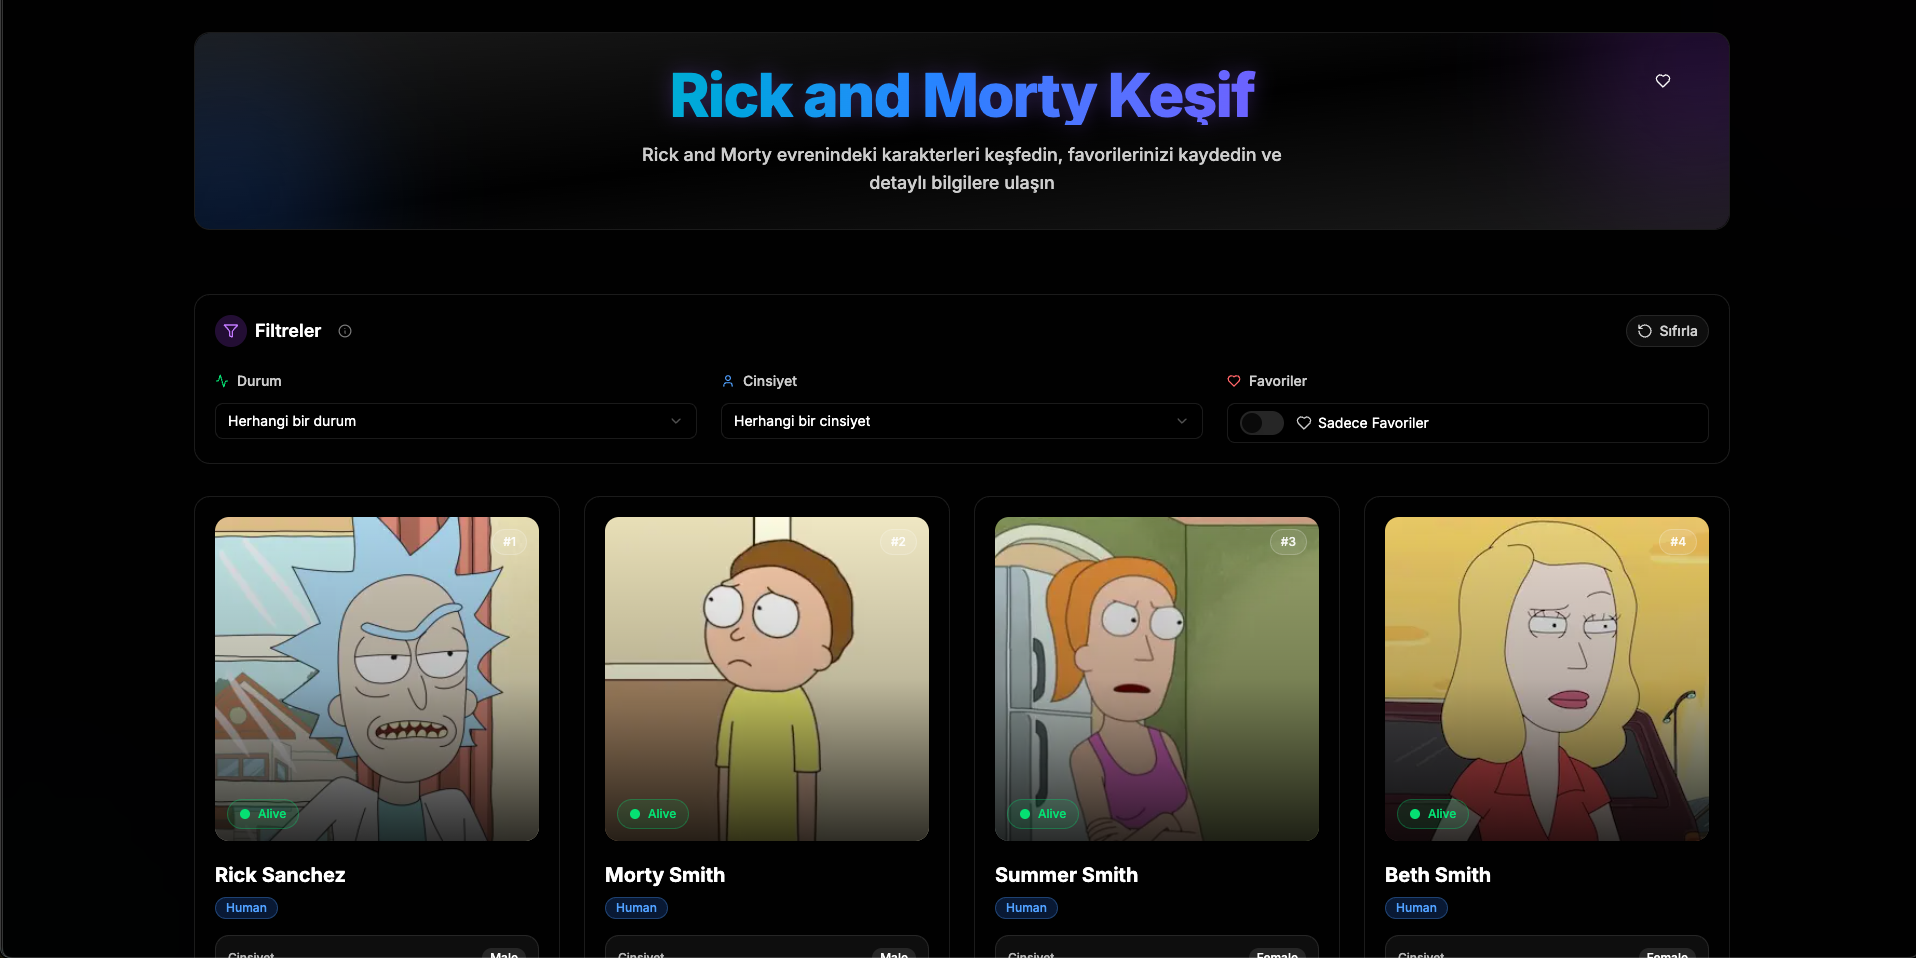 Rick and Morty Keşif
Rick and Morty evrenindeki karakterleri keşfedin, favorilerinizi kaydedin ve
detaylı bilgilere ulaşın
Filtreler
Sıfırla
Durum
Cinsiyet
Favoriler
Herhangi bir durum
Herhangi bir cinsiyet
Sadece Favoriler
#1
#2
#3
#4
Alive
Alive
Alive
Alive
Rick Sanchez
Morty Smith
Summer Smith
Beth Smith
Human
Human
Human
Human
Cinsiyet Male
Cinsiyet Male
Cinsiyet Female
Cinsiyet Female